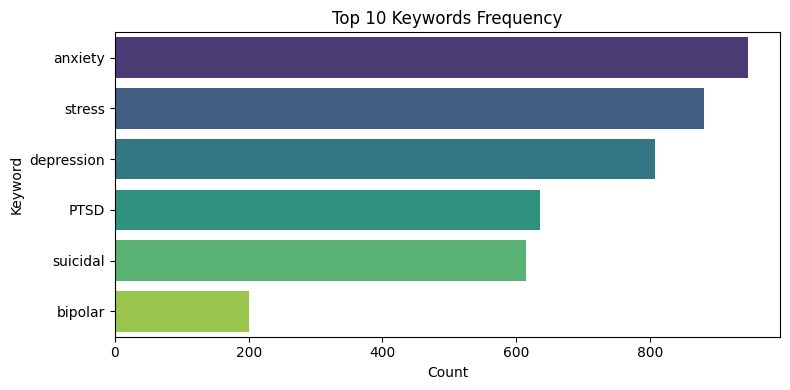 Top 10 Keywords Frequency
anxiety
stress
depression
PTSD
suicidal
bipolar
Keyword
0 200 400 600 800
Count